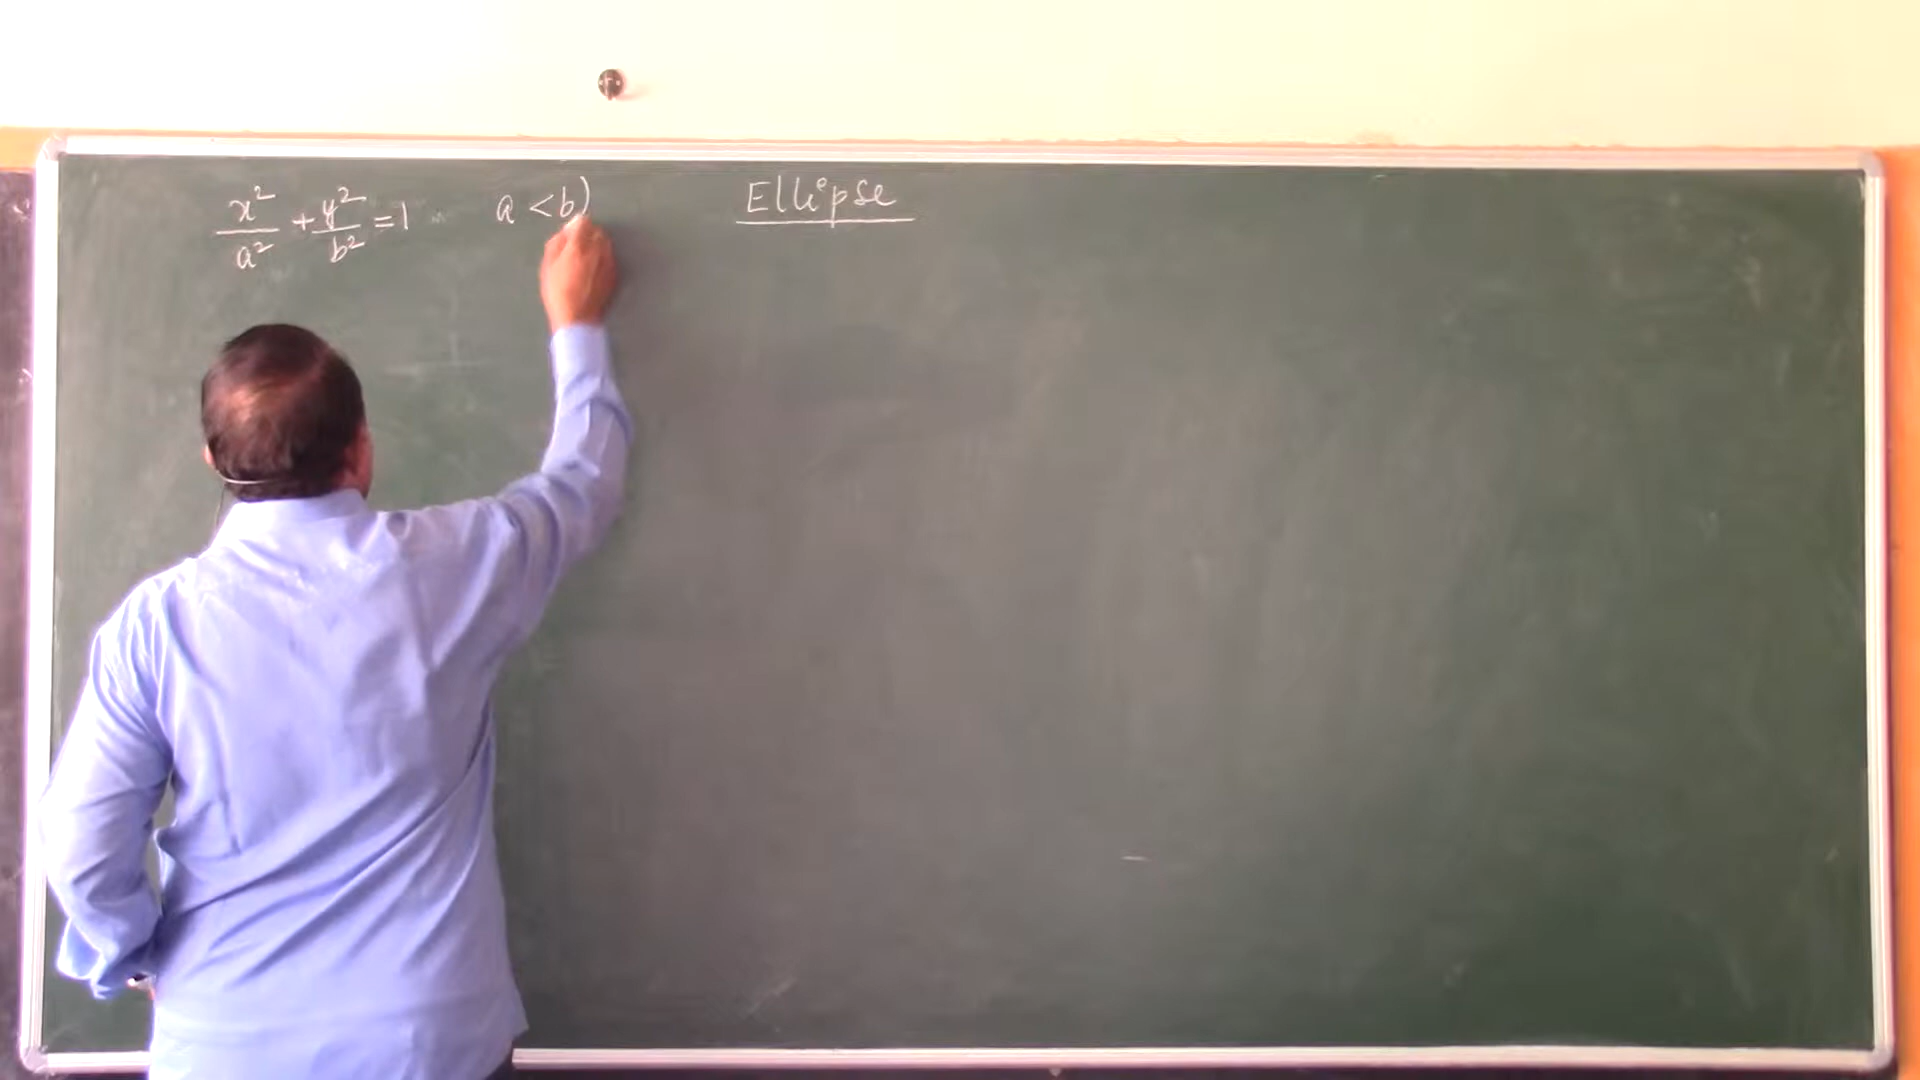 x²/a² + y²/b² = 1 a < b) Ellipse